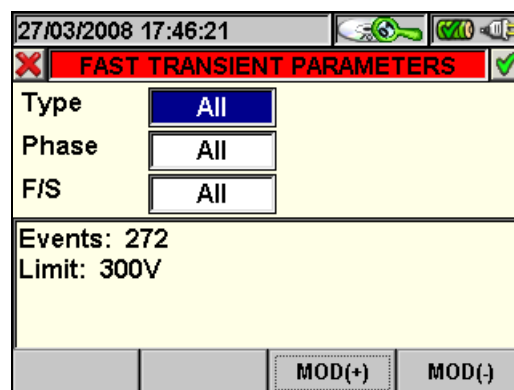 27/03/2008 17:46:21
FAST TRANSIENT PARAMETERS
Type All
Phase All
F/S All
Events: 272
Limit: 300V
MOD(+) MOD(-)